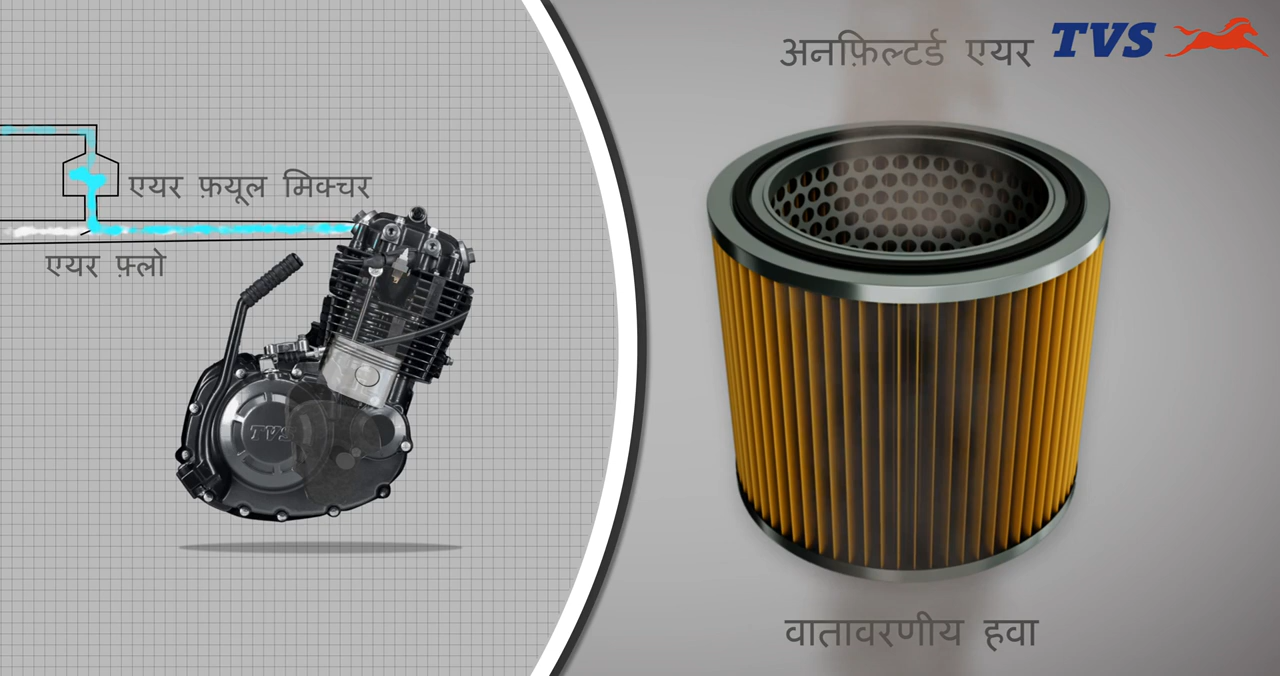 एयर फ़यूल मिक्चर
एयर फ़्लो
TVS
अनफ़िल्टर्ड एयर
TVS
वातावरणीय हवा